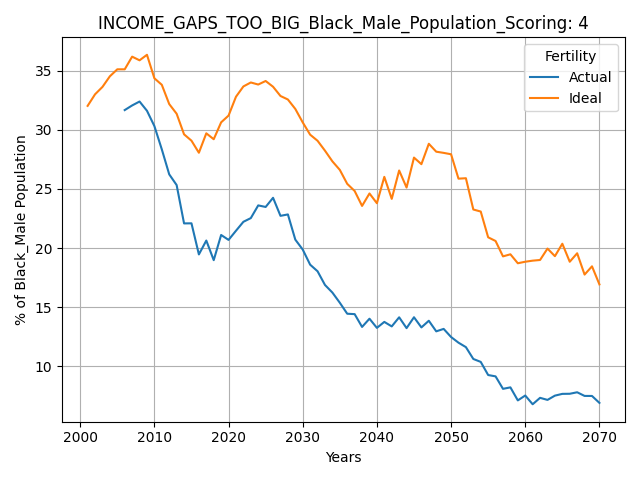 INCOME_GAPS_TOO_BIG_Black_Male_Population_Scoring: 4
Fertility
Actual
Ideal
% of Black_Male Population
35
30
25
20
15
10
2000 2010 2020 2030 2040 2050 2060 2070
Years